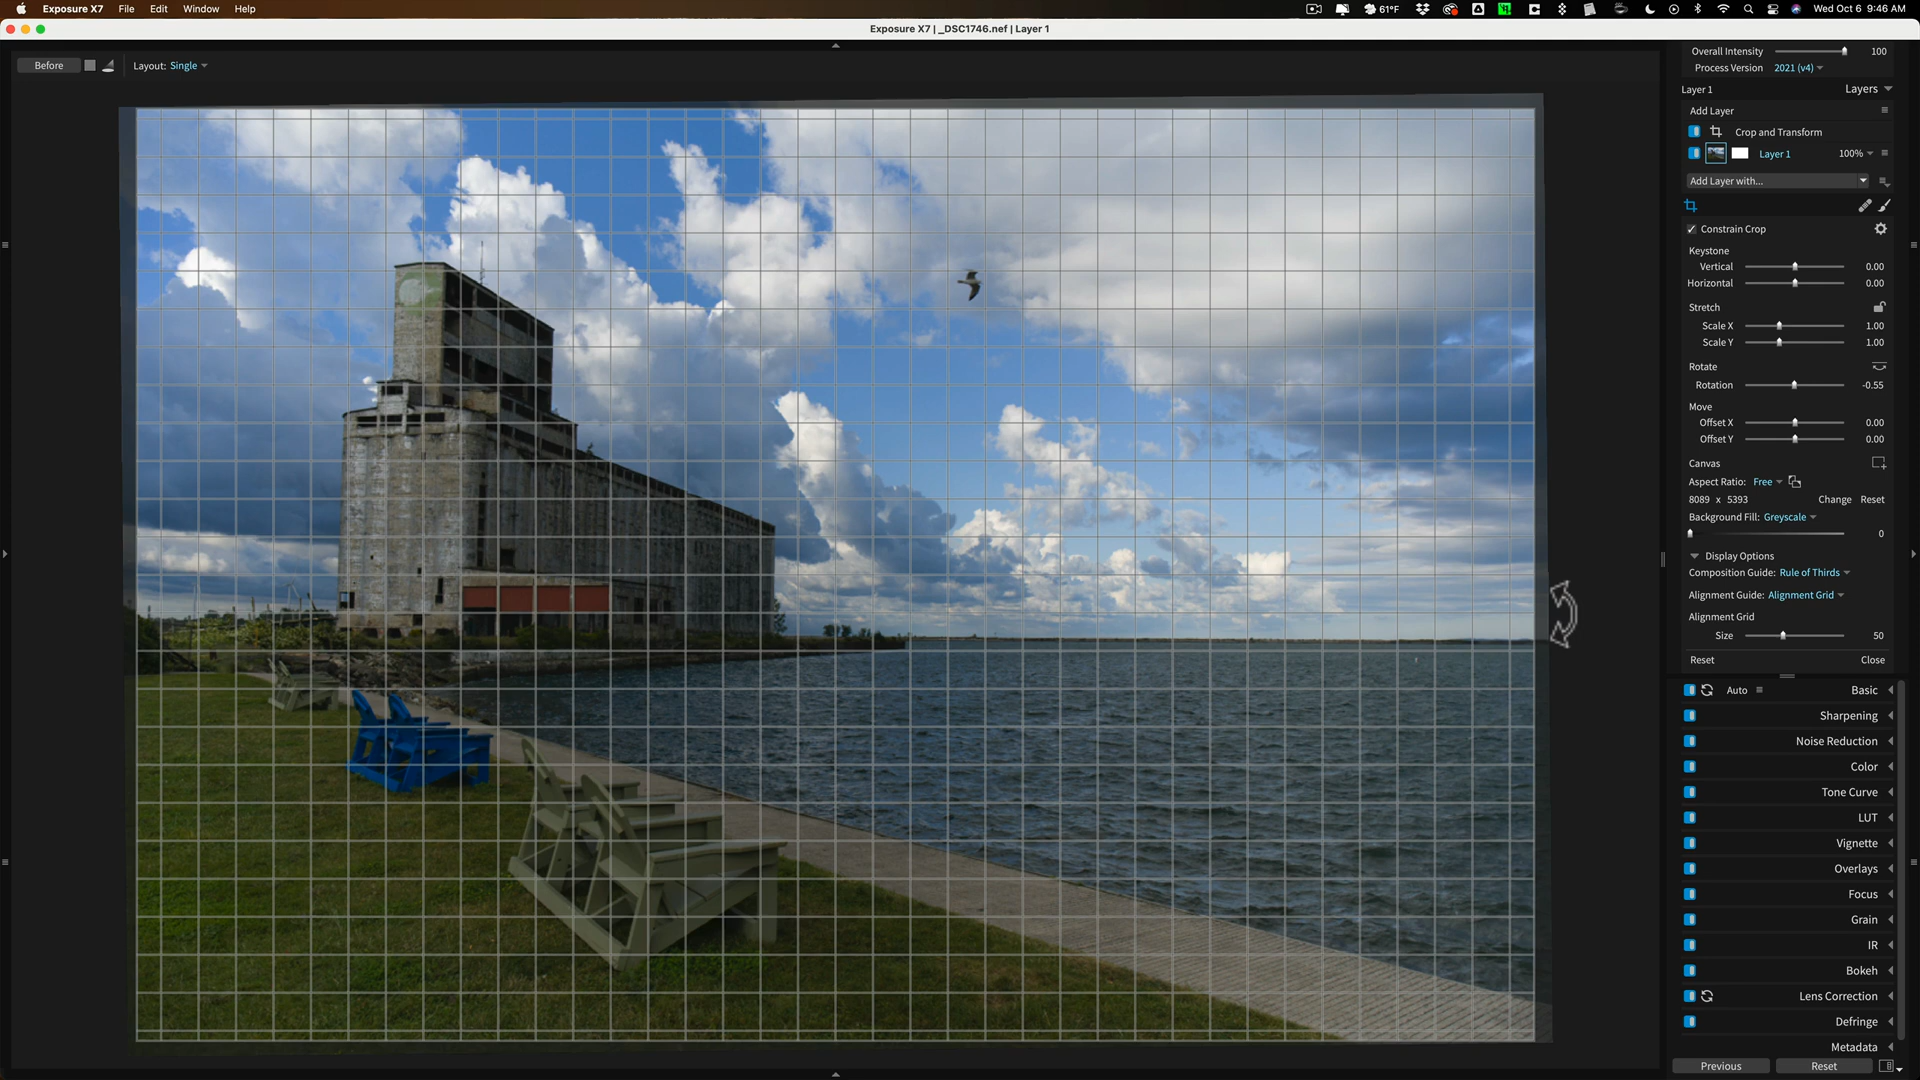 Exposure X7 File Edit Window Help 61°F Wed Oct 6 9:46 AM
Exposure X7 | _DSC1746.nef | Layer 1
Before Layout: Single
Overall Intensity 100
Process Version 2021 (v4)
Layer 1 Layers
Add Layer
Crop and Transform
Layer 1 100%
Add Layer with...
Constrain Crop
Keystone
Vertical 0.00
Horizontal 0.00
Stretch
Scale X 1.00
Scale Y 1.00
Rotate
Rotation -0.55
Move
Offset X 0.00
Offset Y 0.00
Canvas
Aspect Ratio: Free
8089 x 5393 Change Reset
Background Fill: Greyscale
0
Display Options
Composition Guide: Rule of Thirds
Alignment Guide: Alignment Grid
Alignment Grid
Size 50
Reset Close
Auto Basic
Sharpening
Noise Reduction
Color
Tone Curve
LUT
Vignette
Overlays
Focus
Grain
IR
Bokeh
Lens Correction
Defringe
Metadata
Previous Reset